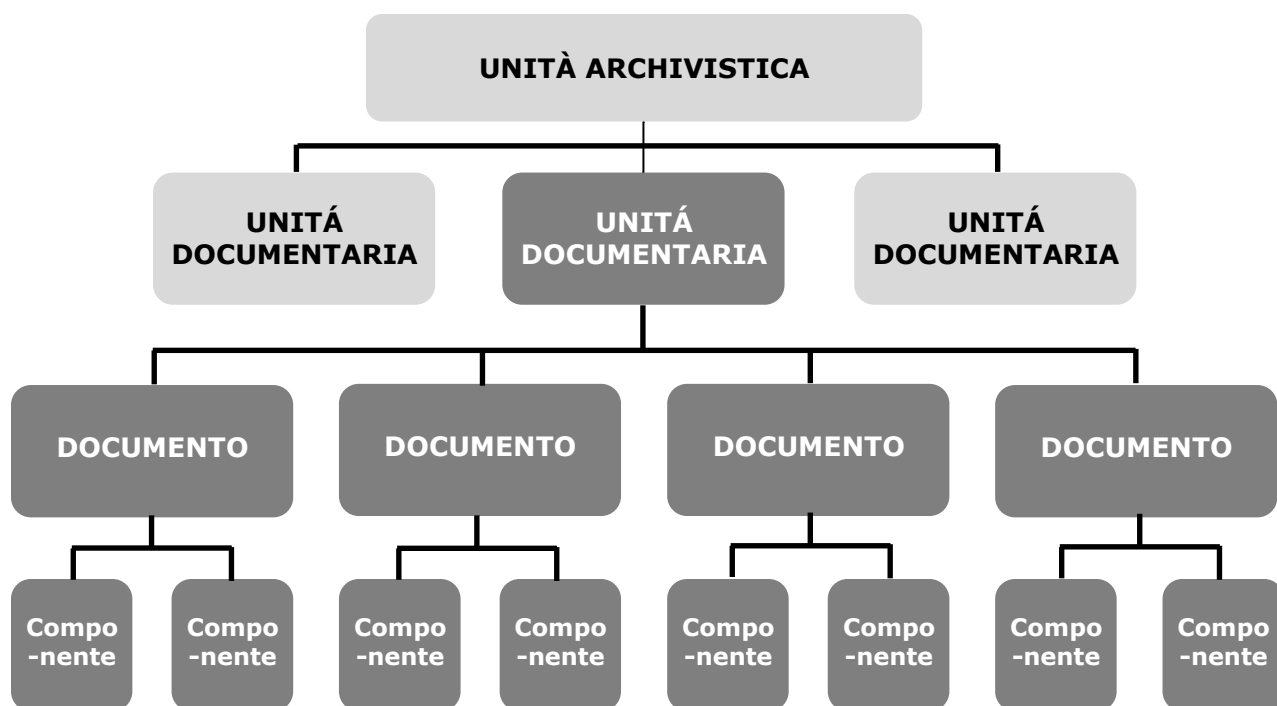 UNITÀ ARCHIVISTICA
UNITÁ
DOCUMENTARIA
UNITÁ
DOCUMENTARIA
UNITÁ
DOCUMENTARIA
DOCUMENTO
DOCUMENTO
DOCUMENTO
DOCUMENTO
Compo
-nente
Compo
-nente
Compo
-nente
Compo
-nente
Compo
-nente
Compo
-nente
Compo
-nente
Compo
-nente